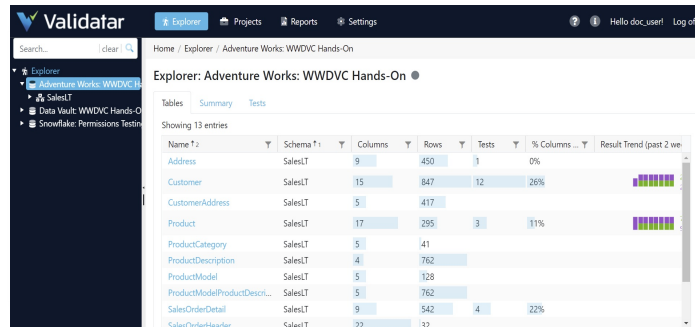 Validatar
Explorer Projects Reports Settings
Hello doc_user! Log of
Search... clear
Home / Explorer / Adventure Works: WWDVC Hands-On
Explorer
Adventure Works: WWDVC H
SalesLT
Data Vault: WWDVC Hands-O
Snowflake: Permissions Testin
Explorer: Adventure Works: WWDVC Hands-On
Tables Summary Tests
Showing 13 entries
Name ↑2 Schema ↑1 Columns Rows Tests % Columns ... Result Trend (past 2 we
Address SalesLT 9 450 1 0%
Customer SalesLT 15 847 12 26%
CustomerAddress SalesLT 5 417
Product SalesLT 17 295 3 11%
ProductCategory SalesLT 5 41
ProductDescription SalesLT 4 762
ProductModel SalesLT 5 128
ProductModelProductDescri... SalesLT 5 762
SalesOrderDetail SalesLT 9 542 4 22%
SalesOrderHeader SalesLT 22 32